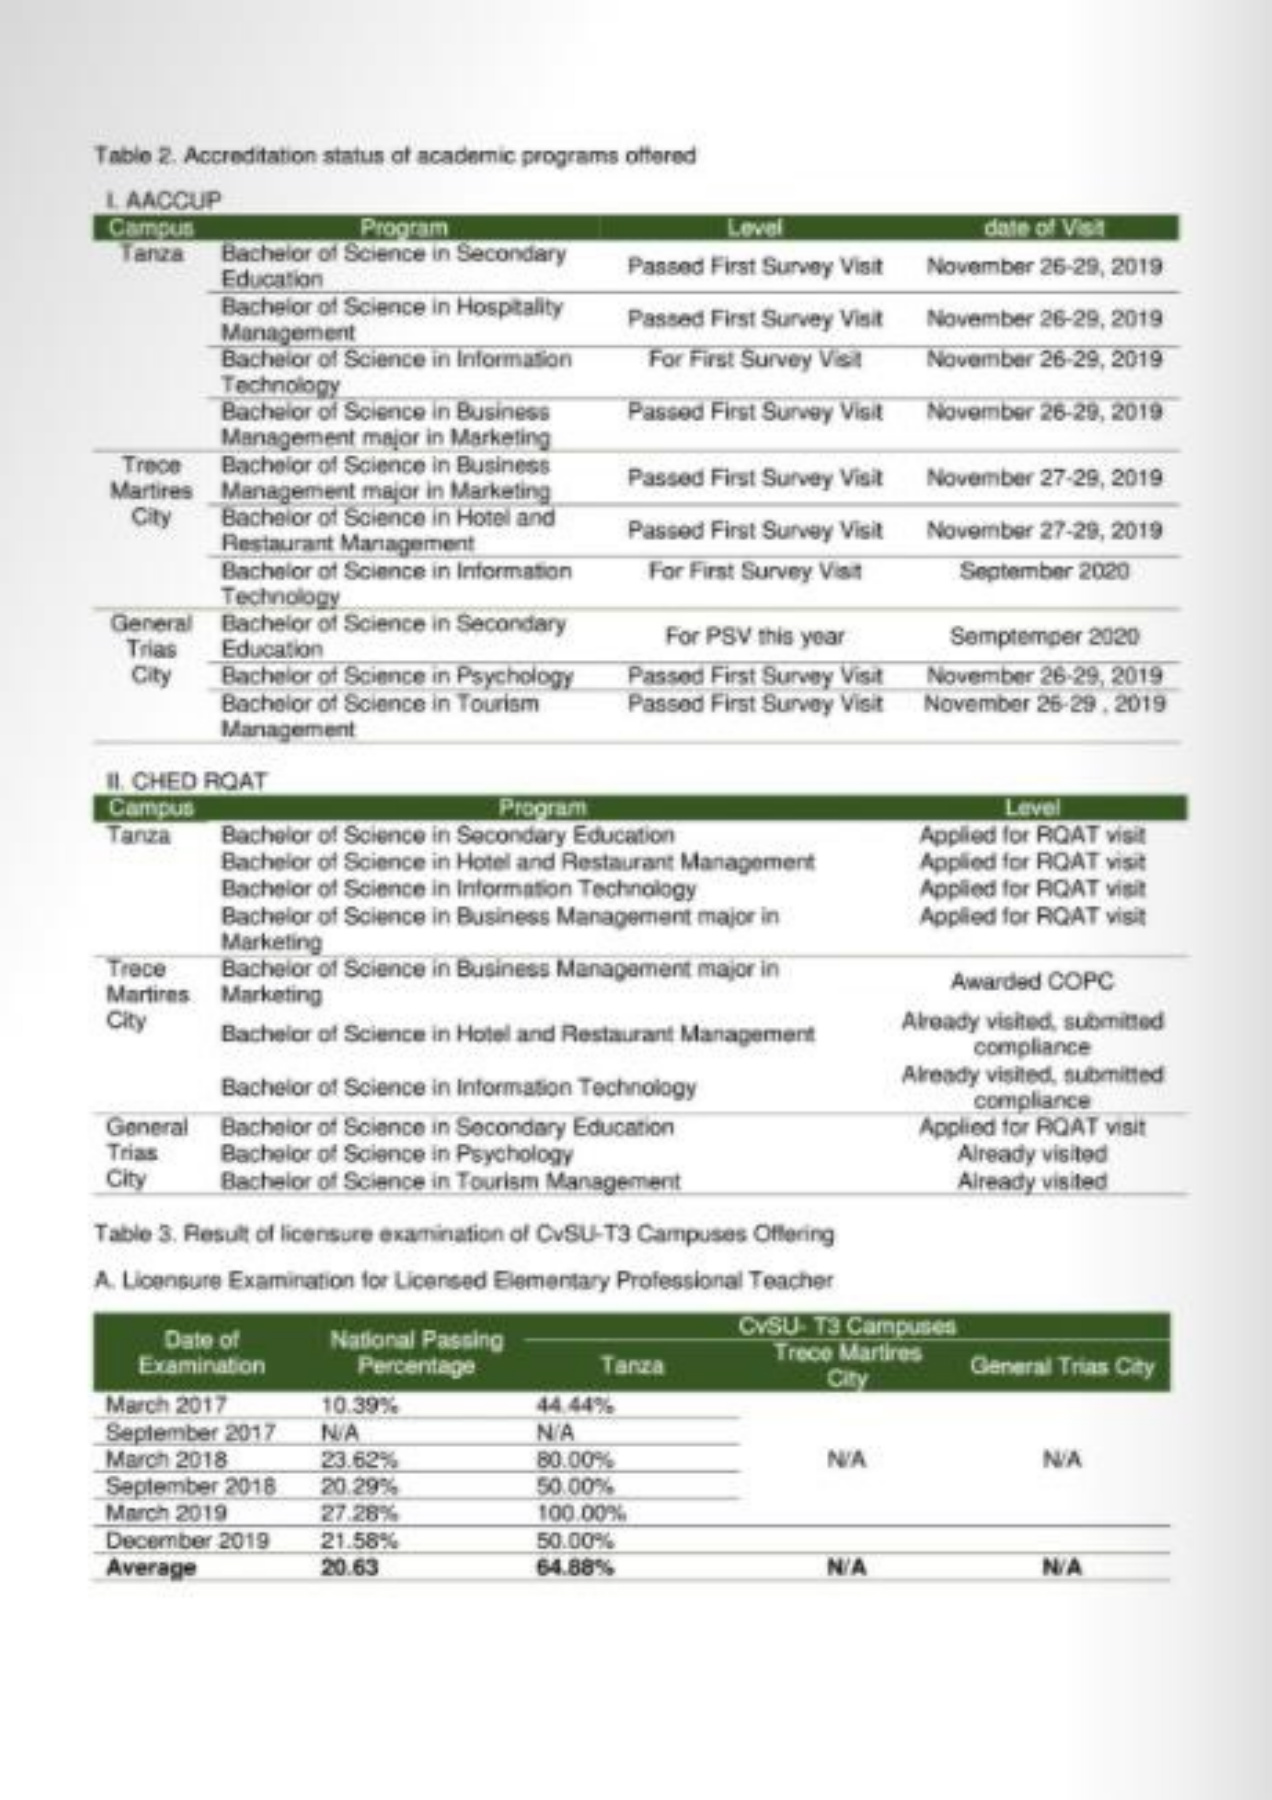 Table 2. Accreditation status of academic programs offered
I. AACCUP
Campus Program Level date of Visit
Tanza Bachelor of Science in Secondary
Education Passed First Survey Visit November 26-29, 2019
Bachelor of Science in Hospitality
Management Passed First Survey Visit November 26-29, 2019
Bachelor of Science in Information For First Survey Visit November 26-29, 2019
Technology
Bachelor of Science in Business Passed First Survey Visit November 26-29, 2019
Management major in Marketing
Trece Bachelor of Science in Business
Martires Management major in Marketing Passed First Survey Visit November 27-29, 2019
City Bachelor of Science in Hotel and
Restaurant Management Passed First Survey Visit November 27-29, 2019
Bachelor of Science in Information For First Survey Visit September 2020
Technology
General Bachelor of Science in Secondary
Trias Education For PSV this year Semptemper 2020
City Bachelor of Science in Psychology Passed First Survey Visit November 26-29, 2019
Bachelor of Science in Tourism Passed First Survey Visit November 26-29 , 2019
Management
II. CHED RQAT
Campus Program Level
Tanza Bachelor of Science in Secondary Education Applied for RQAT visit
Bachelor of Science in Hotel and Restaurant Management Applied for RQAT visit
Bachelor of Science in Information Technology Applied for RQAT visit
Bachelor of Science in Business Management major in Applied for RQAT visit
Marketing
Trece Bachelor of Science in Business Management major in
Martires Marketing Awarded COPC
City Bachelor of Science in Hotel and Restaurant Management Already visited, submitted
compliance
Bachelor of Science in Information Technology Already visited, submitted
compliance
General Bachelor of Science in Secondary Education Applied for RQAT visit
Trias Bachelor of Science in Psychology Already visited
City Bachelor of Science in Tourism Management Already visited
Table 3. Result of licensure examination of CvSU-T3 Campuses Offering
A. Licensure Examination for Licensed Elementary Professional Teacher
CvSU- T3 Campuses
Date of National Passing Trece Martires
Examination Percentage Tanza City General Trias City
March 2017 10.39% 44.44%
September 2017 N/A N/A
March 2018 23.62% 80.00% N/A N/A
September 2018 20.29% 50.00%
March 2019 27.28% 100.00%
December 2019 21.58% 50.00%
Average 20.63 64.88% N/A N/A